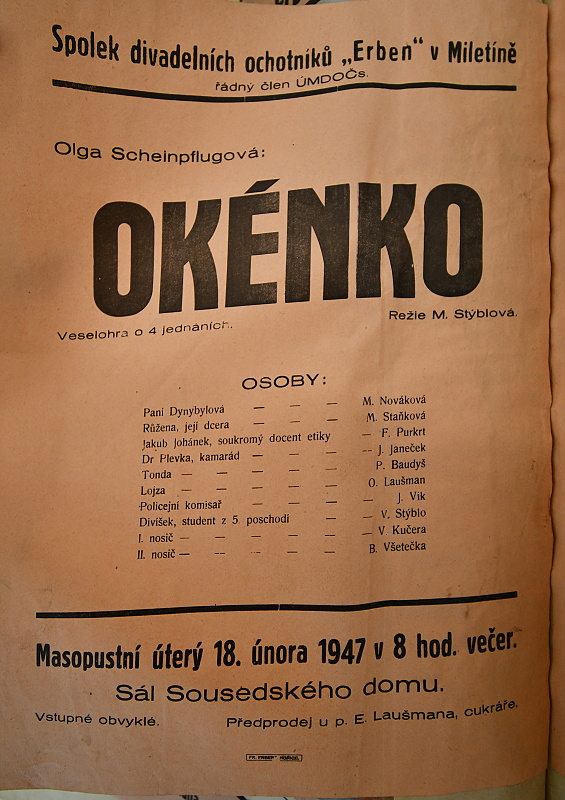 Spolek divadelních ochotníků „Erben" v Miletíně
řádný člen ÚMDOČs.
Olga Scheinpflugová:
OKÉNKO
Veselohra o 4 jednáních.
Režie M. Stýblová.
OSOBY:
Paní Dynybylová — — — M. Nováková
Růžena, její dcera — — — M. Staňková
Jakub Johánek, soukromý docent etiky — F. Purkrt
Dr Plevka, kamarád — — — — J. Janeček
Tonda — — — — — P. Baudyš
Lojza — — — — — O. Laušman
Policejní komisař — — — — J. Vik
Divíšek, student z 5. poschodí — — V. Stýblo
I. nosič — — — — — — V. Kučera
II. nosič — — — — — B. Všetečka
Masopustní úterý 18. února 1947 v 8 hod. večer.
Sál Sousedského domu.
Vstupné obvyklé.
Předprodej u p. E. Laušmana, cukráře.
FR. ERBEN